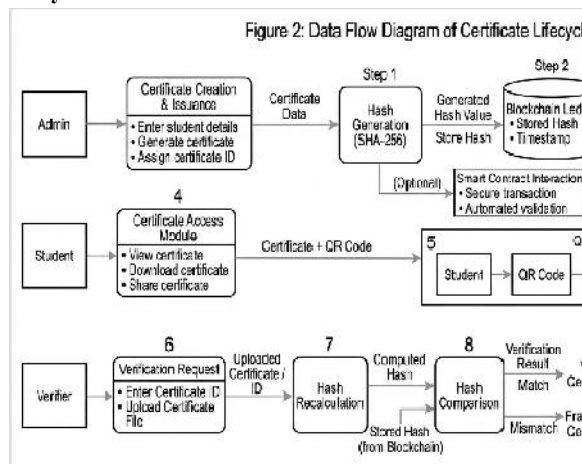 Figure 2: Data Flow Diagram of Certificate Lifecycl
Step 1
Step 2
Admin
Certificate Creation
& Issuance
• Enter student details
• Generate certificate
• Assign certificate ID
Certificate
Data
Hash
Generation
(SHA-256)
Generated
Hash Value
Store Hash
Blockchain Led
• Stored Hash
• Timestamp
(Optional)
Smart Contract Interaction
• Secure transaction
• Automated validation
4
Student
Certificate Access
Module
• View certificate
• Download certificate
• Share certificate
Certificate + QR Code
5
Q
Student
QR Code
6
Verifier
Verification Request
• Enter Certificate ID
• Upload Certificate
File
Uploaded
Certificate /
ID
7
Hash
Recalculation
Computed
Hash
Stored Hash
(from Blockchain)
8
Hash
Comparison
Verification
Result
Match
Mismatch
V
Ce
Fra
Ce